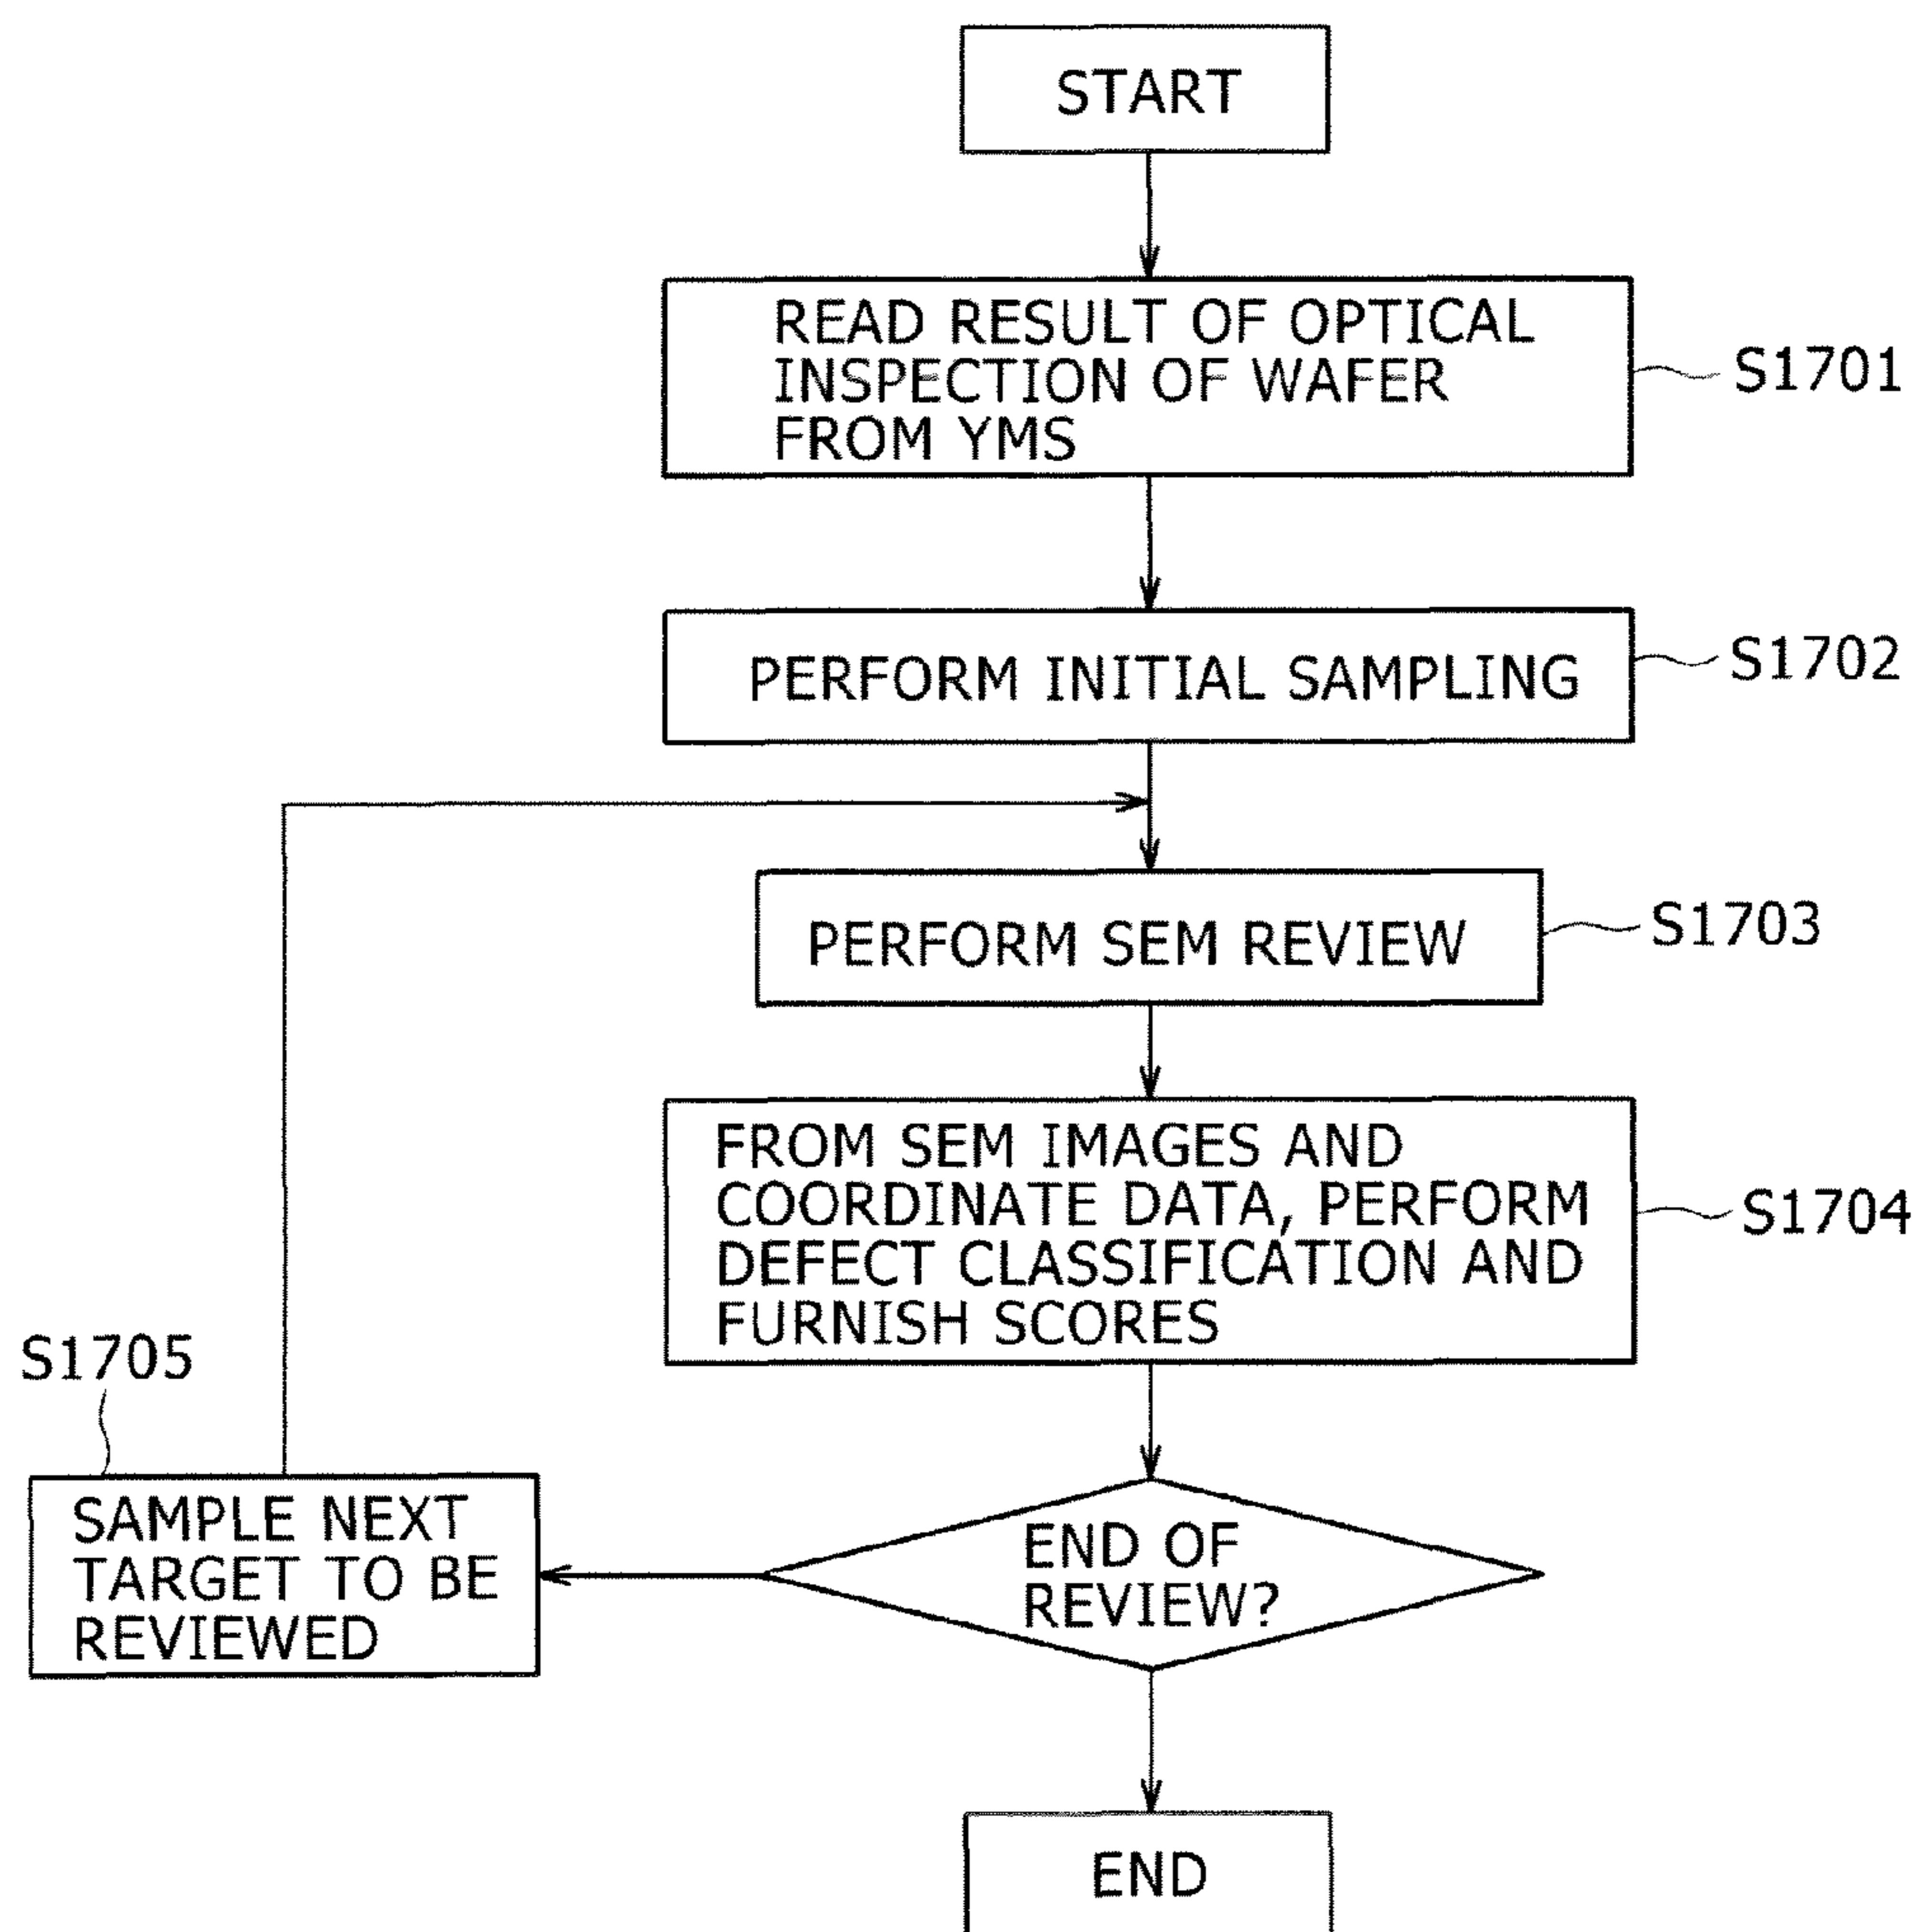 START
READ RESULT OF OPTICAL
INSPECTION OF WAFER
FROM YMS
S1701
PERFORM INITIAL SAMPLING
S1702
PERFORM SEM REVIEW
S1703
FROM SEM IMAGES AND
COORDINATE DATA, PERFORM
DEFECT CLASSIFICATION AND
FURNISH SCORES
S1704
S1705
SAMPLE NEXT
TARGET TO BE
REVIEWED
END OF
REVIEW?
END